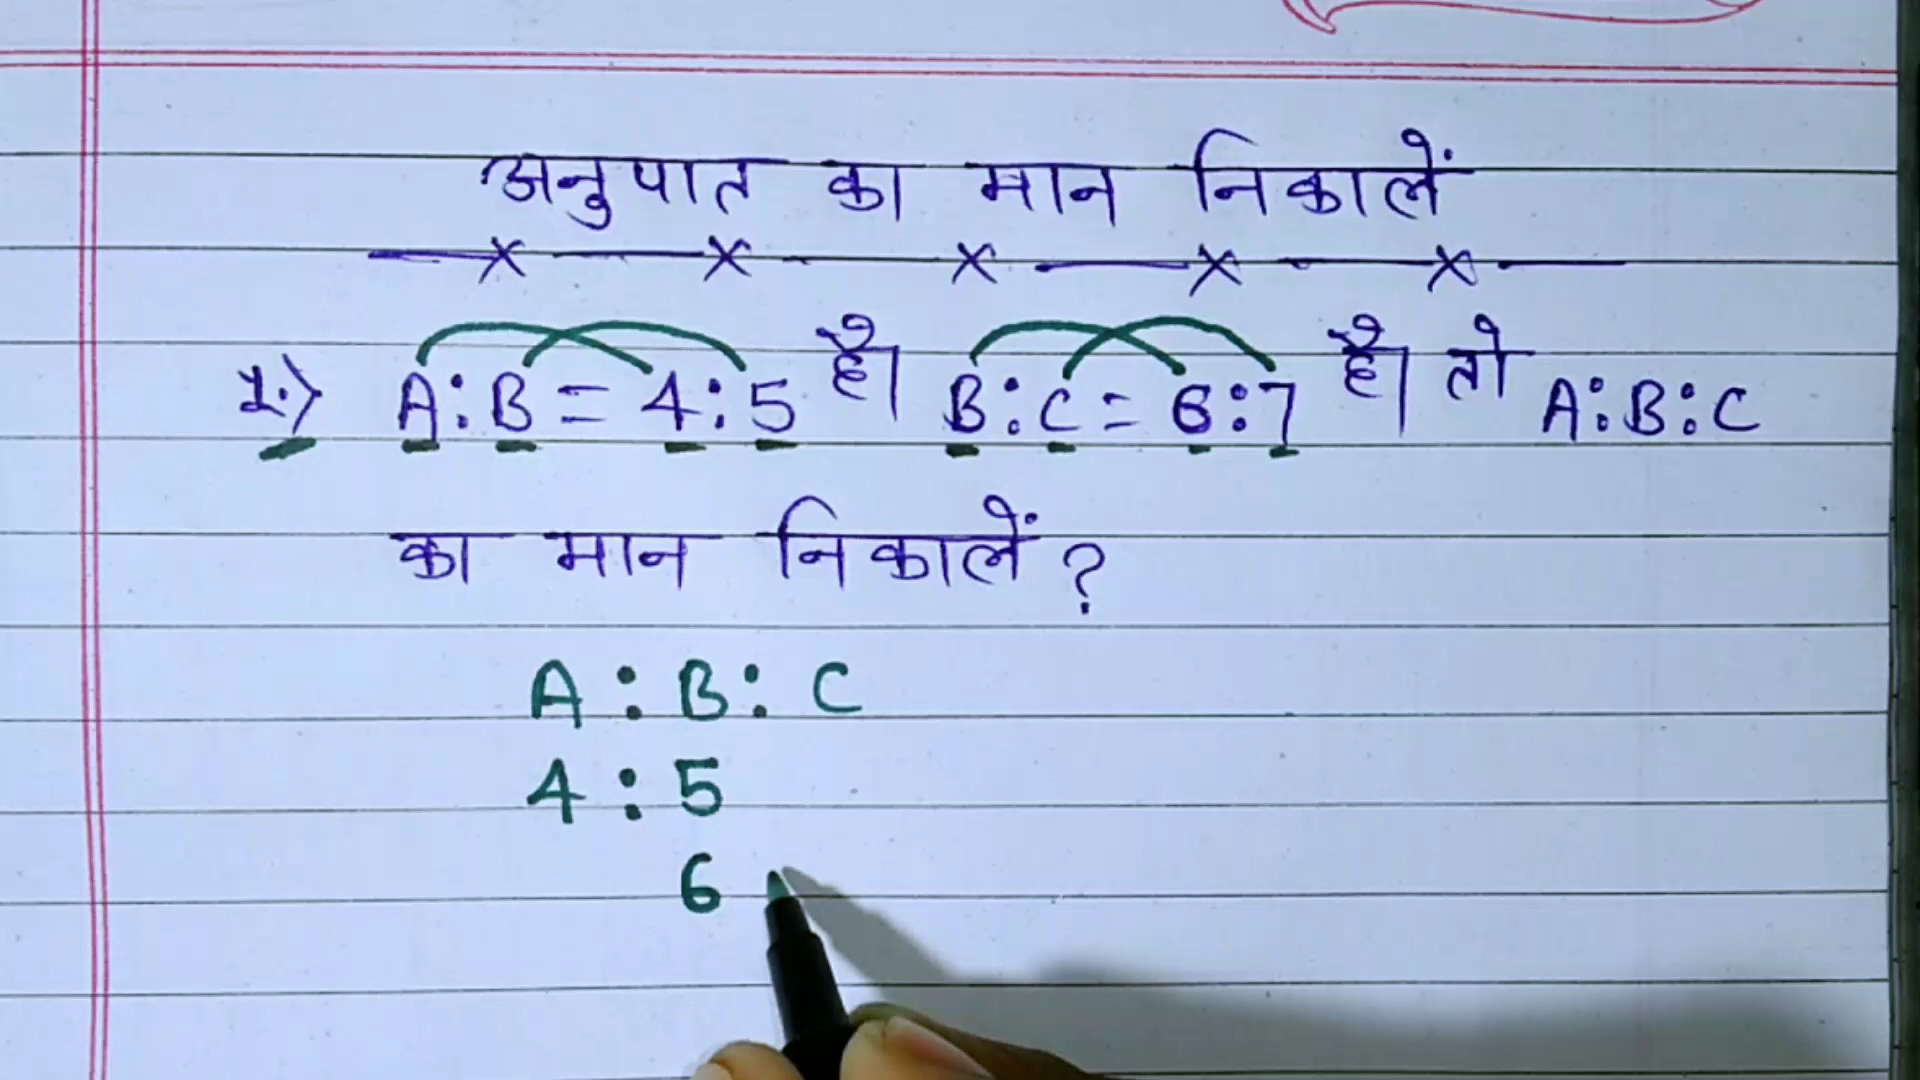 अनुपात का मान निकालें
1.) A:B = 4:5 है। B:C = 6:7 है। तो A:B:C
का मान निकालें?
A : B : C
4 : 5
6